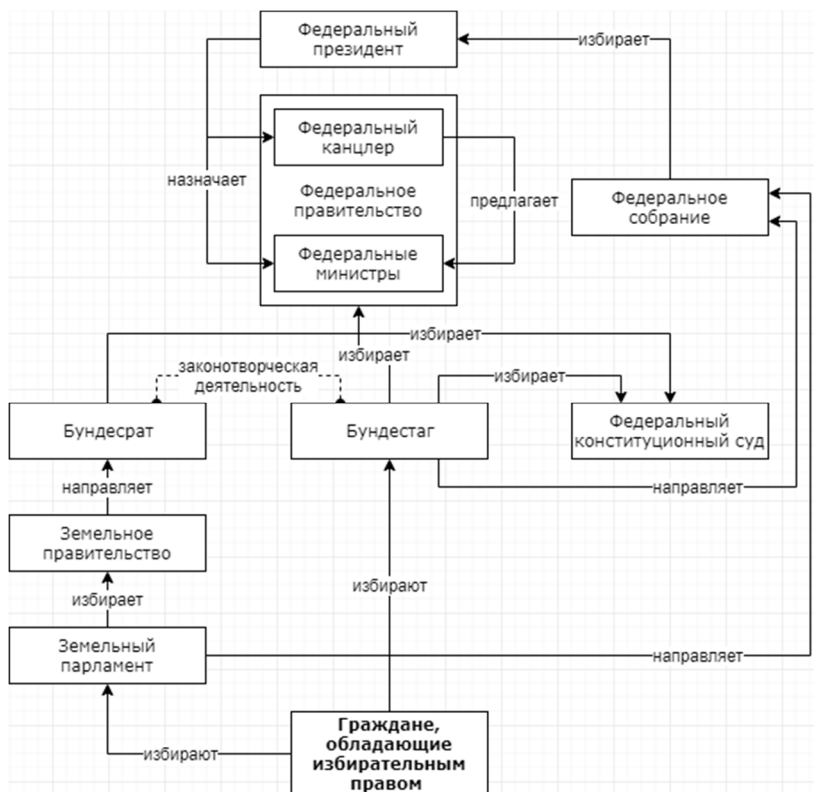 Федеральный
президент
избирает
Федеральный
канцлер
назначает
Федеральное
правительство
предлагает
Федеральное
собрание
Федеральные
министры
избирает
избирает
законотворческая
деятельность
избирает
Бундесрат
Бундестаг
Федеральный
конституционный суд
направляет
направляет
Земельное
правительство
избирают
избирает
Земельный
парламент
направляет
Граждане,
обладающие
избирательным
правом
избирают